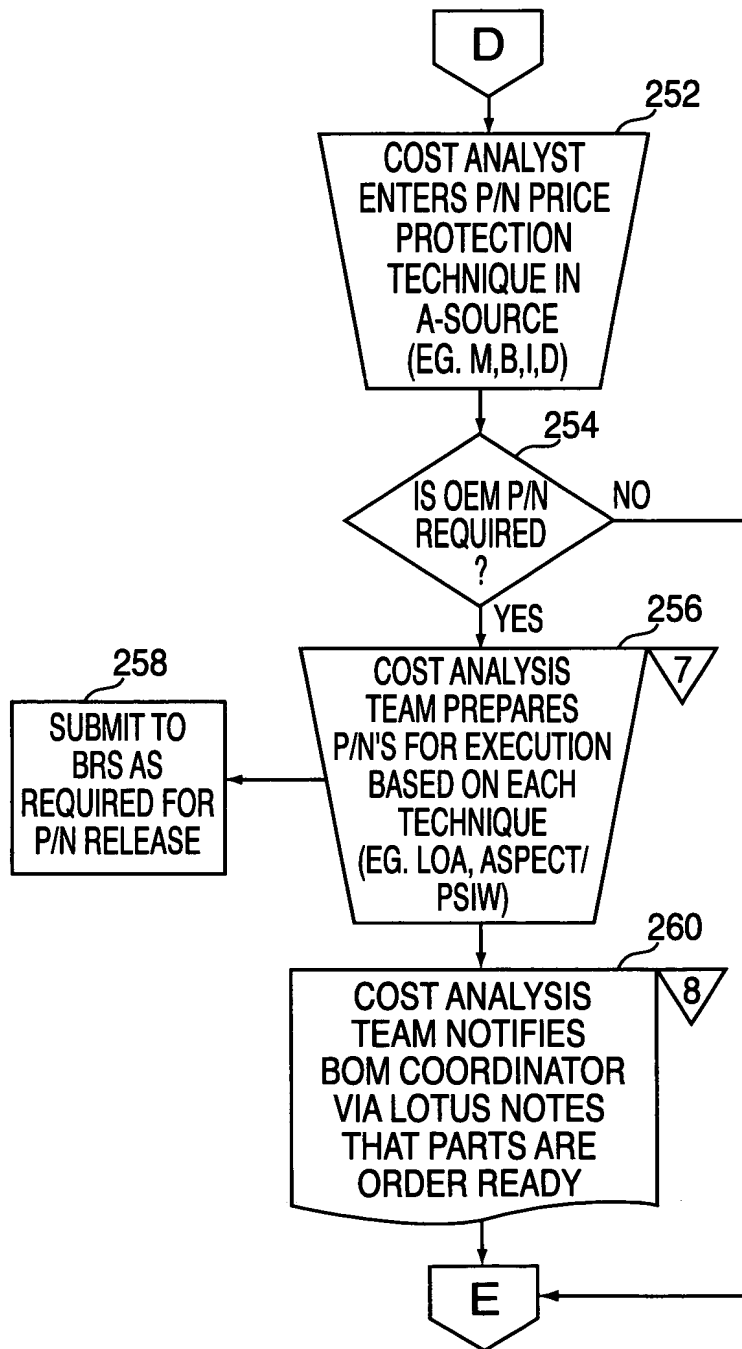 D
252
COST ANALYST
ENTERS P/N PRICE
PROTECTION
TECHNIQUE IN
A-SOURCE
(EG. M,B,I,D)
254
IS OEM P/N
REQUIRED
?
NO
YES
256
7
COST ANALYSIS
TEAM PREPARES
P/N'S FOR EXECUTION
BASED ON EACH
TECHNIQUE
(EG. LOA, ASPECT/
PSIW)
258
SUBMIT TO
BRS AS
REQUIRED FOR
P/N RELEASE
260
8
COST ANALYSIS
TEAM NOTIFIES
BOM COORDINATOR
VIA LOTUS NOTES
THAT PARTS ARE
ORDER READY
E